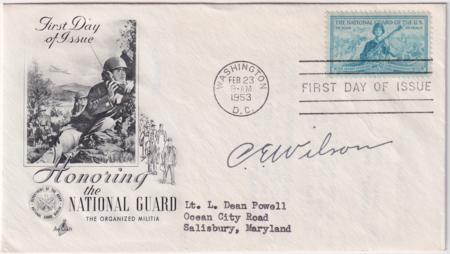 First Day
of Issue
THE NATIONAL GUARD OF THE U.S.
WASHINGTON
FEB 23
9-AM
1953
D.C.
FIRST DAY OF ISSUE
C. E. Wilson
Honoring
the
NATIONAL GUARD
THE ORGANIZED MILITIA
Lt. L. Dean Powell
Ocean City Road
Salisbury, Maryland